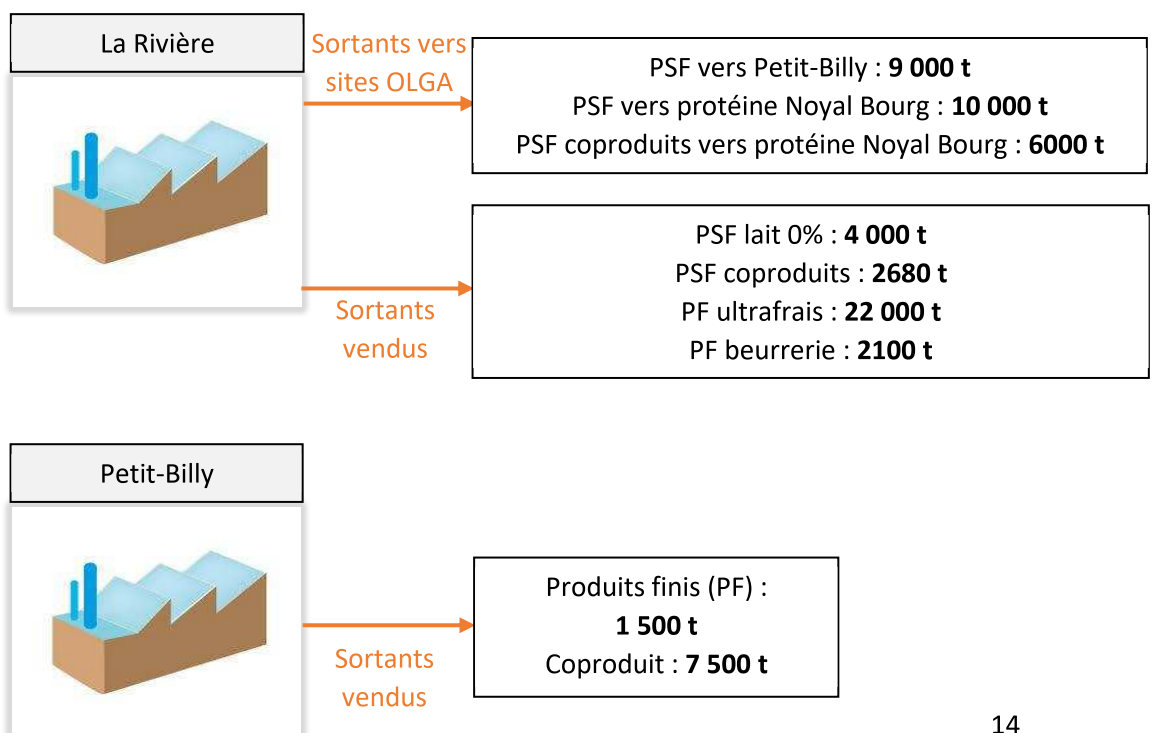 La Rivière
Sortants vers
sites OLGA
PSF vers Petit-Billy : 9 000 t
PSF vers protéine Noyal Bourg : 10 000 t
PSF coproduits vers protéine Noyal Bourg : 6000 t
Sortants
vendus
PSF lait 0% : 4 000 t
PSF coproduits : 2680 t
PF ultrafrais : 22 000 t
PF beurrerie : 2100 t
Petit-Billy
Sortants
vendus
Produits finis (PF) :
1 500 t
Coproduit : 7 500 t
14